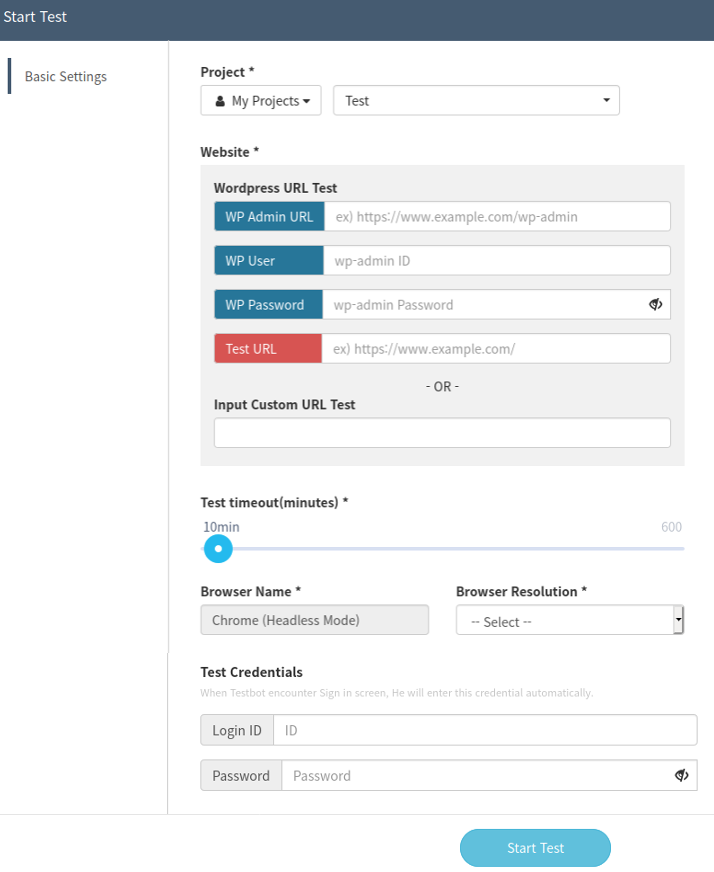 Start Test
Basic Settings
Project *
My Projects
Test
Website *
Wordpress URL Test
WP Admin URL
ex) https://www.example.com/wp-admin
WP User
wp-admin ID
WP Password
wp-admin Password
Test URL
ex) https://www.example.com/
- OR -
Input Custom URL Test
Test timeout(minutes) *
10min
600
Browser Name *
Browser Resolution *
Chrome (Headless Mode)
-- Select --
Test Credentials
When Testbot encounter Sign in screen, He will enter this credential automatically.
Login ID
ID
Password
Password
Start Test